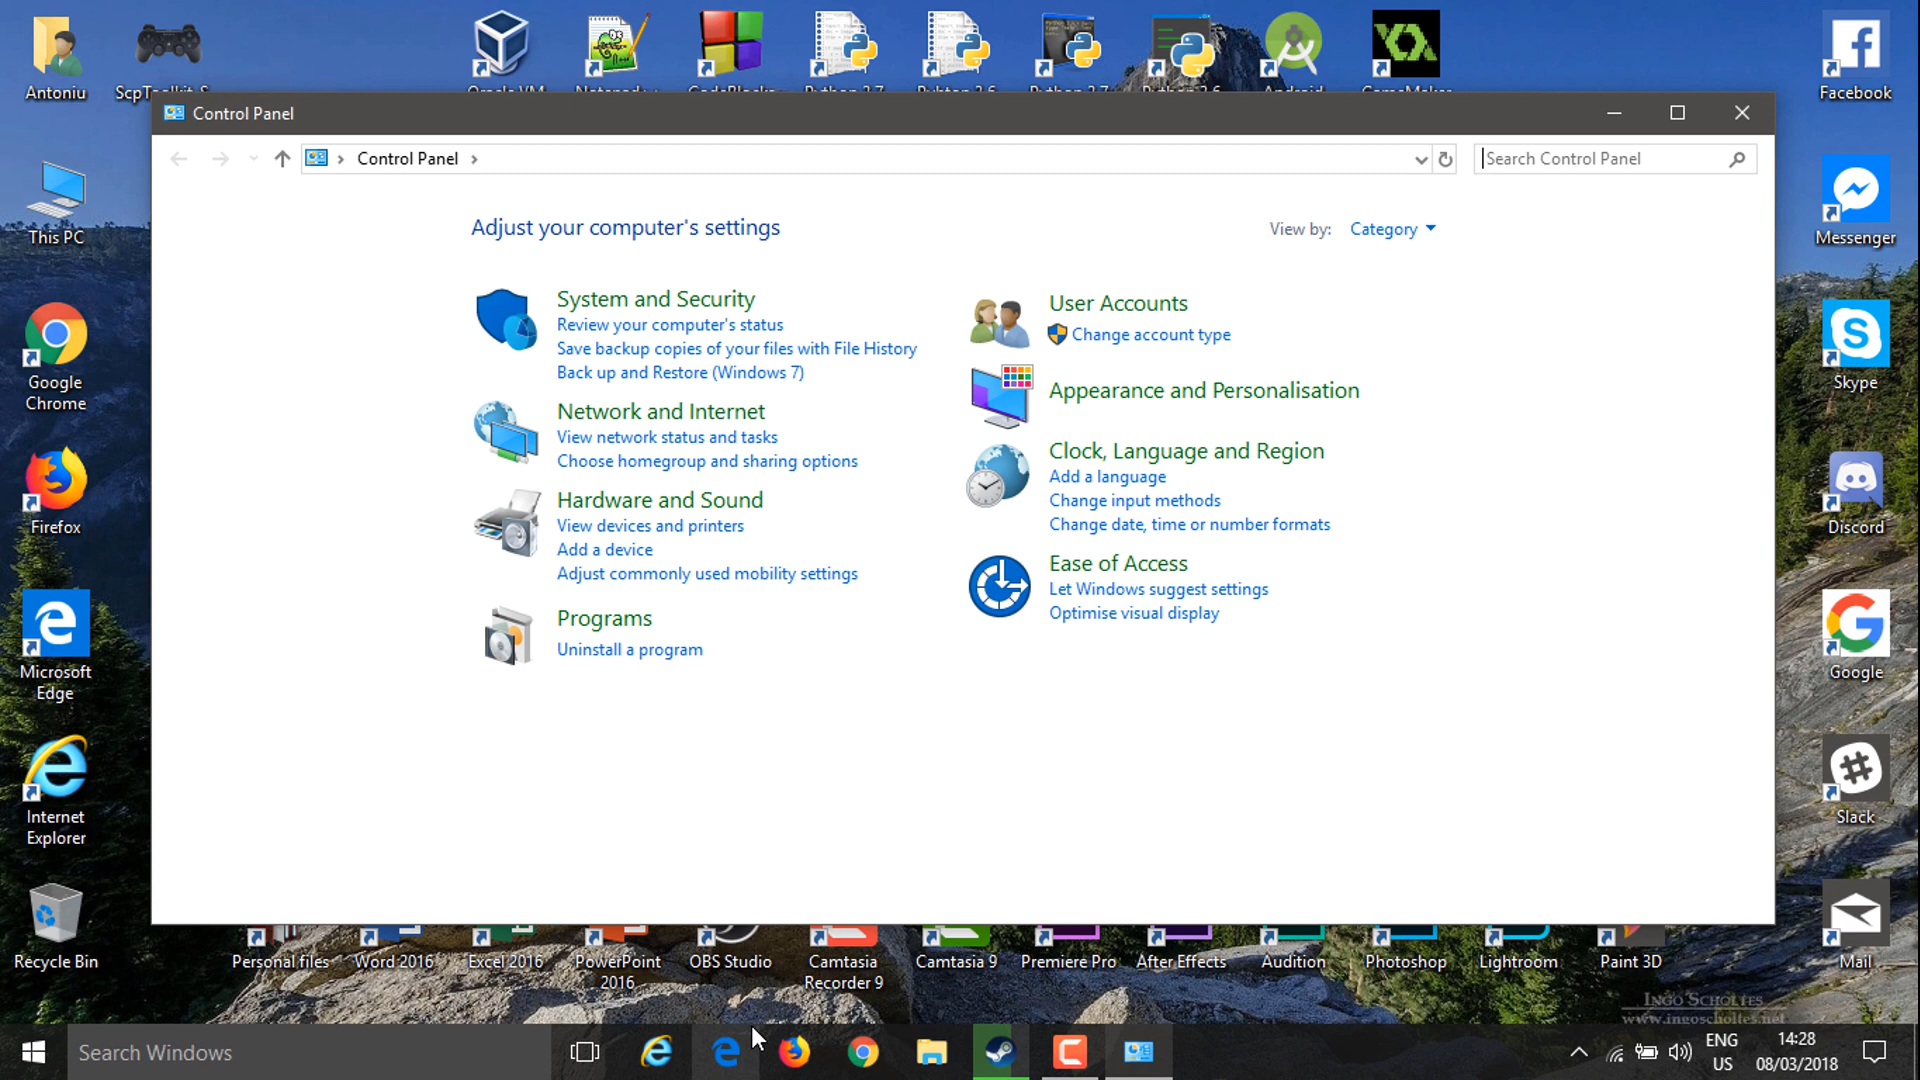 Antoniu
ScpToolkit S
Oracle VM
Notepad++
CodeBlocks
Python 2.7
Python 3.6
Python 2.7
Python 3.6
Android
GameMaker
Facebook
Control Panel
Control Panel
Search Control Panel
This PC
Messenger
Adjust your computer's settings
View by: Category
System and Security
Review your computer's status
Save backup copies of your files with File History
Back up and Restore (Windows 7)
Network and Internet
View network status and tasks
Choose homegroup and sharing options
Hardware and Sound
View devices and printers
Add a device
Adjust commonly used mobility settings
Programs
Uninstall a program
User Accounts
Change account type
Appearance and Personalisation
Clock, Language and Region
Add a language
Change input methods
Change date, time or number formats
Ease of Access
Let Windows suggest settings
Optimise visual display
Google
Chrome
Skype
Firefox
Discord
Microsoft
Edge
Google
Internet
Explorer
Slack
Recycle Bin
Personal files
Word 2016
Excel 2016
PowerPoint
2016
OBS Studio
Camtasia
Recorder 9
Camtasia 9
Premiere Pro
After Effects
Audition
Photoshop
Lightroom
Paint 3D
Mail
INGO SCHOLTES
www.ingoscholtes.net
Search Windows
ENG
US
14:28
08/03/2018